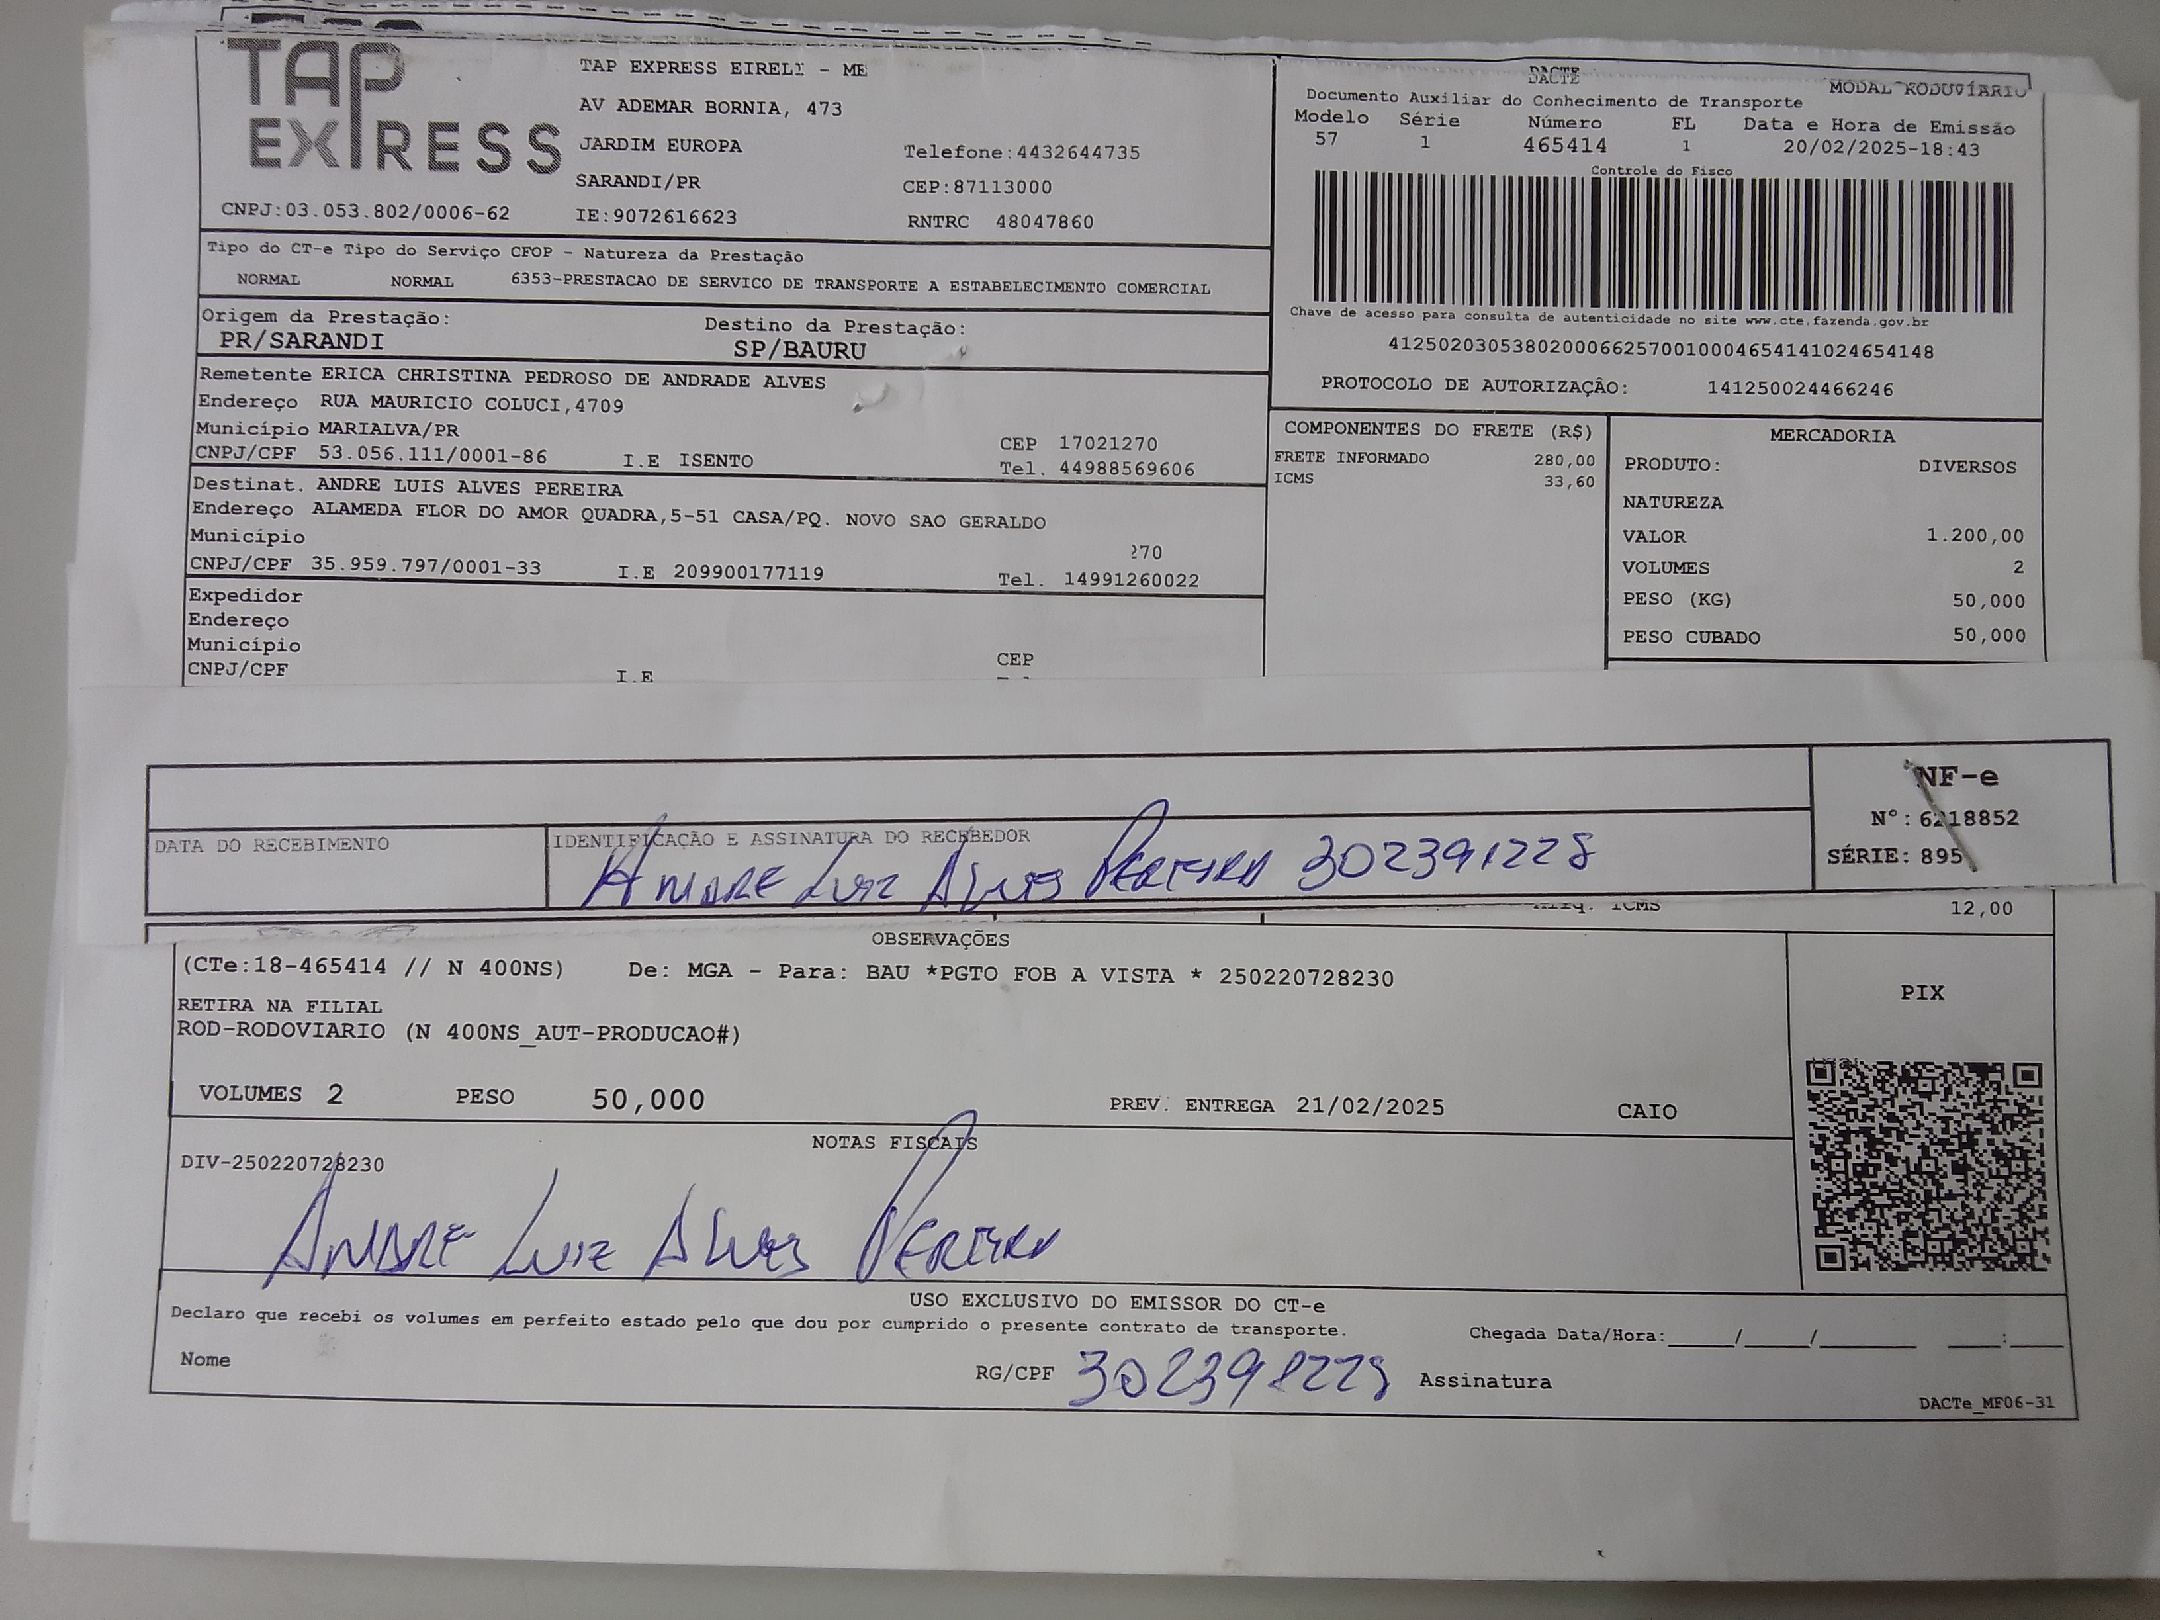 TAP EXPRESS
TAP EXPRESS EIRELI - ME
AV ADEMAR BORNIA, 473
JARDIM EUROPA
Telefone:4432644735
SARANDI/PR
CEP:87113000
CNPJ:03.053.802/0006-62
IE:9072616623
RNTRC 48047860
DACTE
MODAL RODOVIÁRIO
Documento Auxiliar do Conhecimento de Transporte
Modelo Série Número FL Data e Hora de Emissão
57 1 465414 1 20/02/2025-18:43
Controle do Fisco
Chave de acesso para consulta de autenticidade no site www.cte.fazenda.gov.br
41250203053802000662570010004654141024654148
PROTOCOLO DE AUTORIZAÇÃO: 141250024466246
Tipo do CT-e Tipo do Serviço CFOP - Natureza da Prestação
NORMAL NORMAL 6353-PRESTACAO DE SERVICO DE TRANSPORTE A ESTABELECIMENTO COMERCIAL
Origem da Prestação: Destino da Prestação:
PR/SARANDI SP/BAURU
Remetente ERICA CHRISTINA PEDROSO DE ANDRADE ALVES
Endereço RUA MAURICIO COLUCI,4709
Município MARIALVA/PR CEP 17021270
CNPJ/CPF 53.056.111/0001-86 I.E ISENTO Tel. 44988569606
Destinat. ANDRE LUIS ALVES PEREIRA
Endereço ALAMEDA FLOR DO AMOR QUADRA,5-51 CASA/PQ. NOVO SAO GERALDO
Município 270
CNPJ/CPF 35.959.797/0001-33 I.E 209900177119 Tel. 14991260022
Expedidor
Endereço
Município CEP
CNPJ/CPF I.E
COMPONENTES DO FRETE (R$)
FRETE INFORMADO 280,00
ICMS 33,60
MERCADORIA
PRODUTO: DIVERSOS
NATUREZA
VALOR 1.200,00
VOLUMES 2
PESO (KG) 50,000
PESO CUBADO 50,000
NF-e
Nº: 6218852
SÉRIE: 895
DATA DO RECEBIMENTO
IDENTIFICAÇÃO E ASSINATURA DO RECEBEDOR
ANDRE LUIZ ALVES PEREIRA 302391228
ICMS 12,00
OBSERVAÇÕES
(CTe:18-465414 // N 400NS) De: MGA - Para: BAU *PGTO FOB A VISTA * 250220728230
RETIRA NA FILIAL
ROD-RODOVIARIO (N 400NS_AUT-PRODUCAO#)
VOLUMES 2 PESO 50,000 PREV. ENTREGA 21/02/2025 CAIO
PIX
NOTAS FISCAIS
DIV-250220728230
ANDRE LUIZ ALVES PEREIRA
USO EXCLUSIVO DO EMISSOR DO CT-e
Declaro que recebi os volumes em perfeito estado pelo que dou por cumprido o presente contrato de transporte.
Chegada Data/Hora:____/____/______ ___:___
Nome RG/CPF 302391228 Assinatura
DACTe_MF06-31